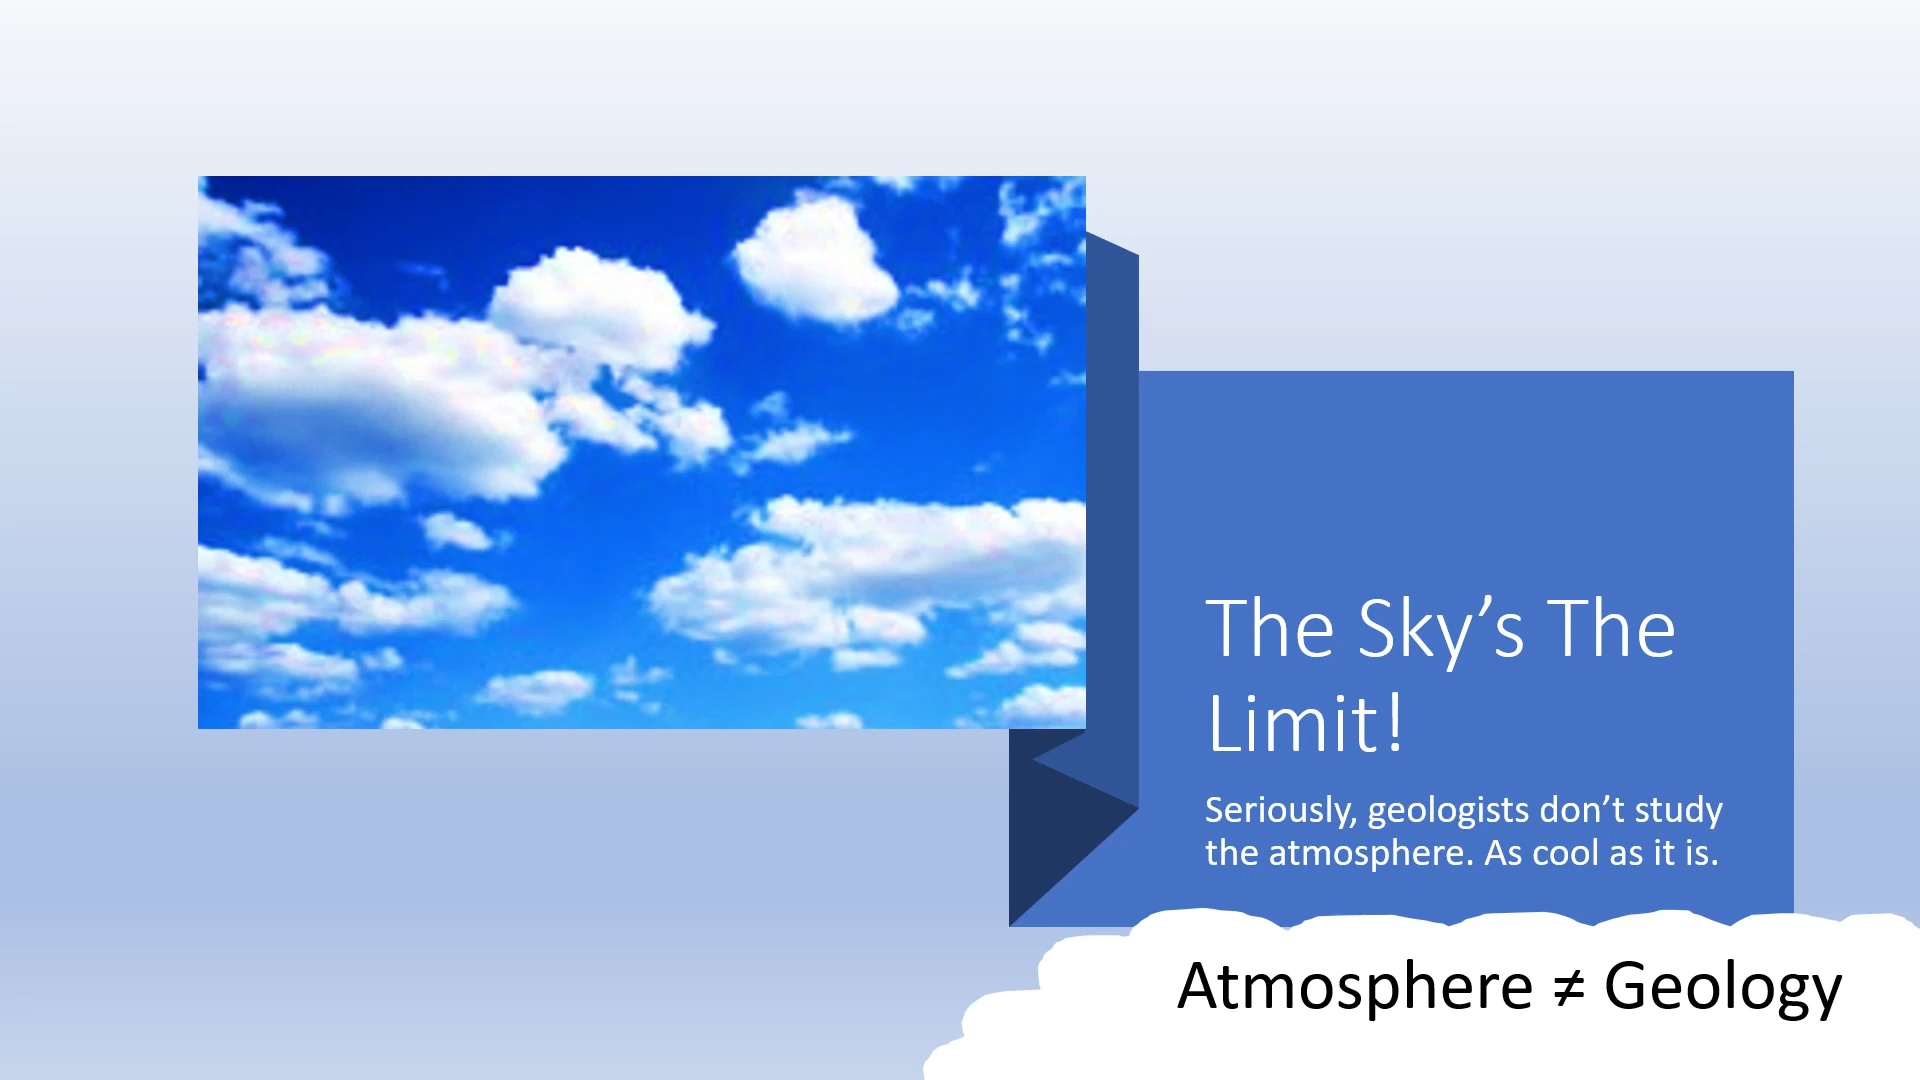 The Sky’s The
Limit!
Seriously, geologists don’t study
the atmosphere. As cool as it is.
Atmosphere ≠ Geology